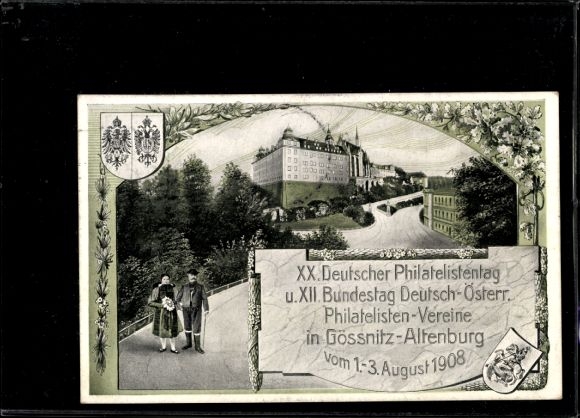 XX. Deutscher Philatelistentag
u. XII. Bundestag Deutsch-Österr.
Philatelisten-Vereine
in Gössnitz-Altenburg
vom 1.-3. August 1908